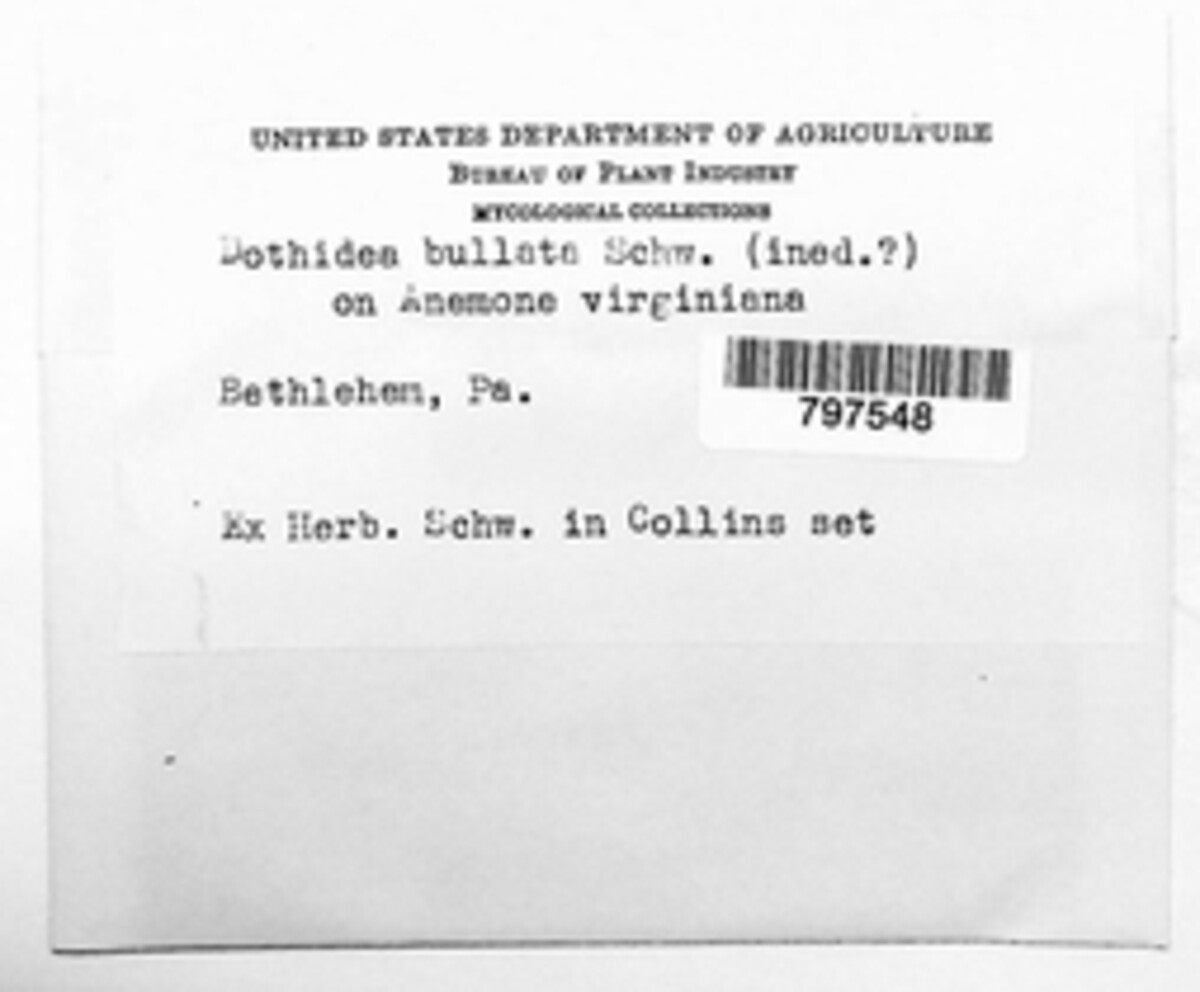 UNITED STATES DEPARTMENT OF AGRICULTURE
BUREAU OF PLANT INDUSTRY
MYCOLOGICAL COLLECTIONS
Dothidea bullata Schw. (ined.?)
on Anemone virginiana
Bethlehem, Pa.
797548
Ex Herb. Schw. in Collins set